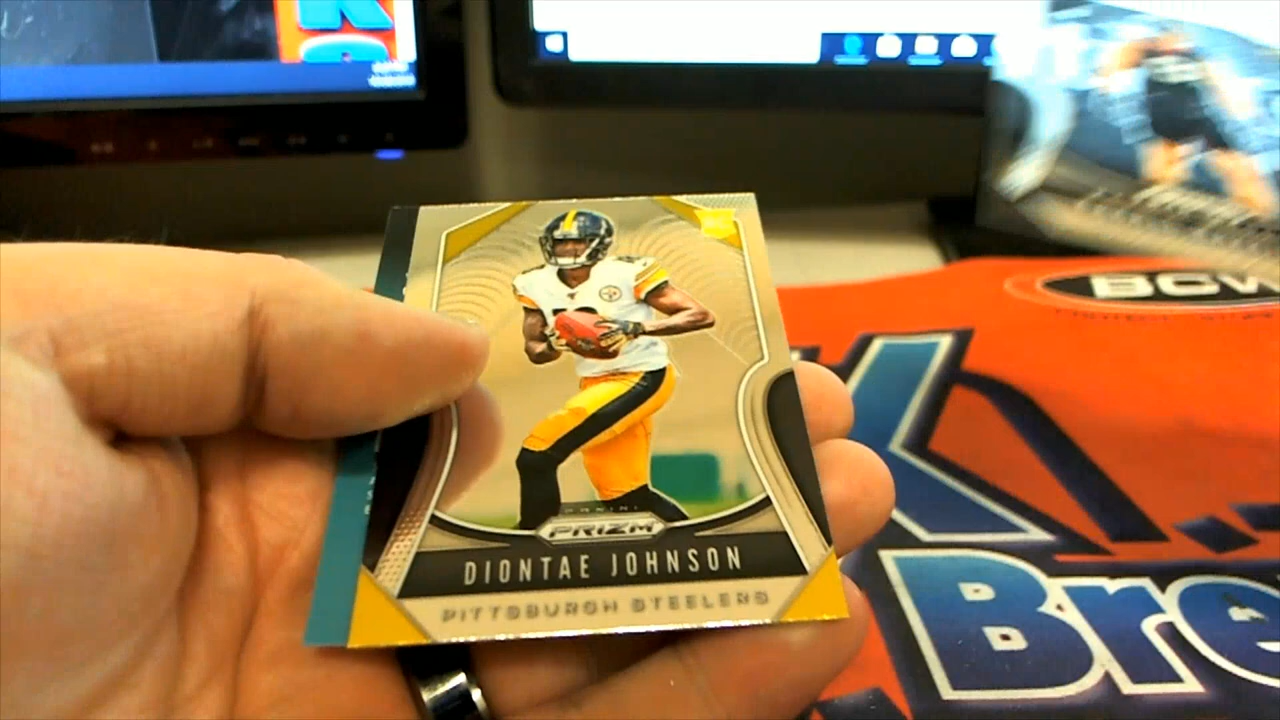 BCW
PANINI
PRIZM
DIONTAE JOHNSON
PITTSBURGH STEELERS
K
Bre